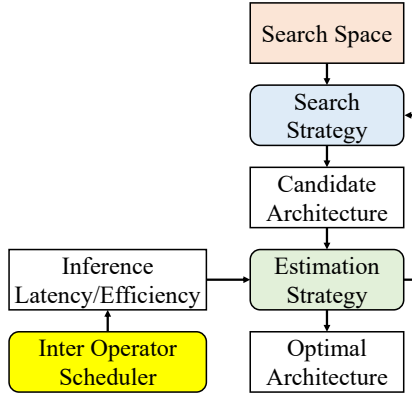 Search Space
Search
Strategy
Candidate
Architecture
Inference
Latency/Efficiency
Estimation
Strategy
Inter Operator
Scheduler
Optimal
Architecture